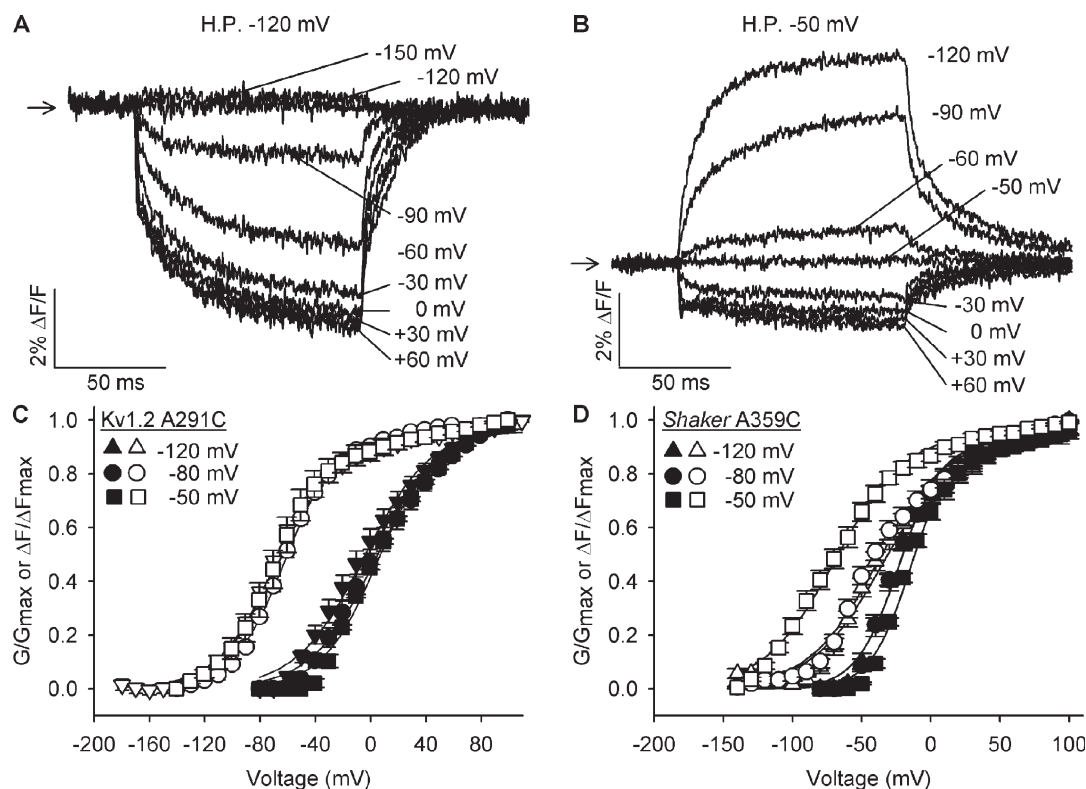 A
H.P. -120 mV
-150 mV
-120 mV
-90 mV
-60 mV
-30 mV
0 mV
+30 mV
+60 mV
2% ΔF/F
50 ms
B
H.P. -50 mV
-120 mV
-90 mV
-60 mV
-50 mV
-30 mV
0 mV
+30 mV
+60 mV
2% ΔF/F
50 ms
C
Kv1.2 A291C
-120 mV
-80 mV
-50 mV
G/Gmax or ΔF/ΔFmax
1.0
0.8
0.6
0.4
0.2
0.0
-200 -160 -120 -80 -40 0 40 80
Voltage (mV)
D
Shaker A359C
-120 mV
-80 mV
-50 mV
G/Gmax or ΔF/ΔFmax
1.0
0.8
0.6
0.4
0.2
0.0
-200 -150 -100 -50 0 50 100
Voltage (mV)